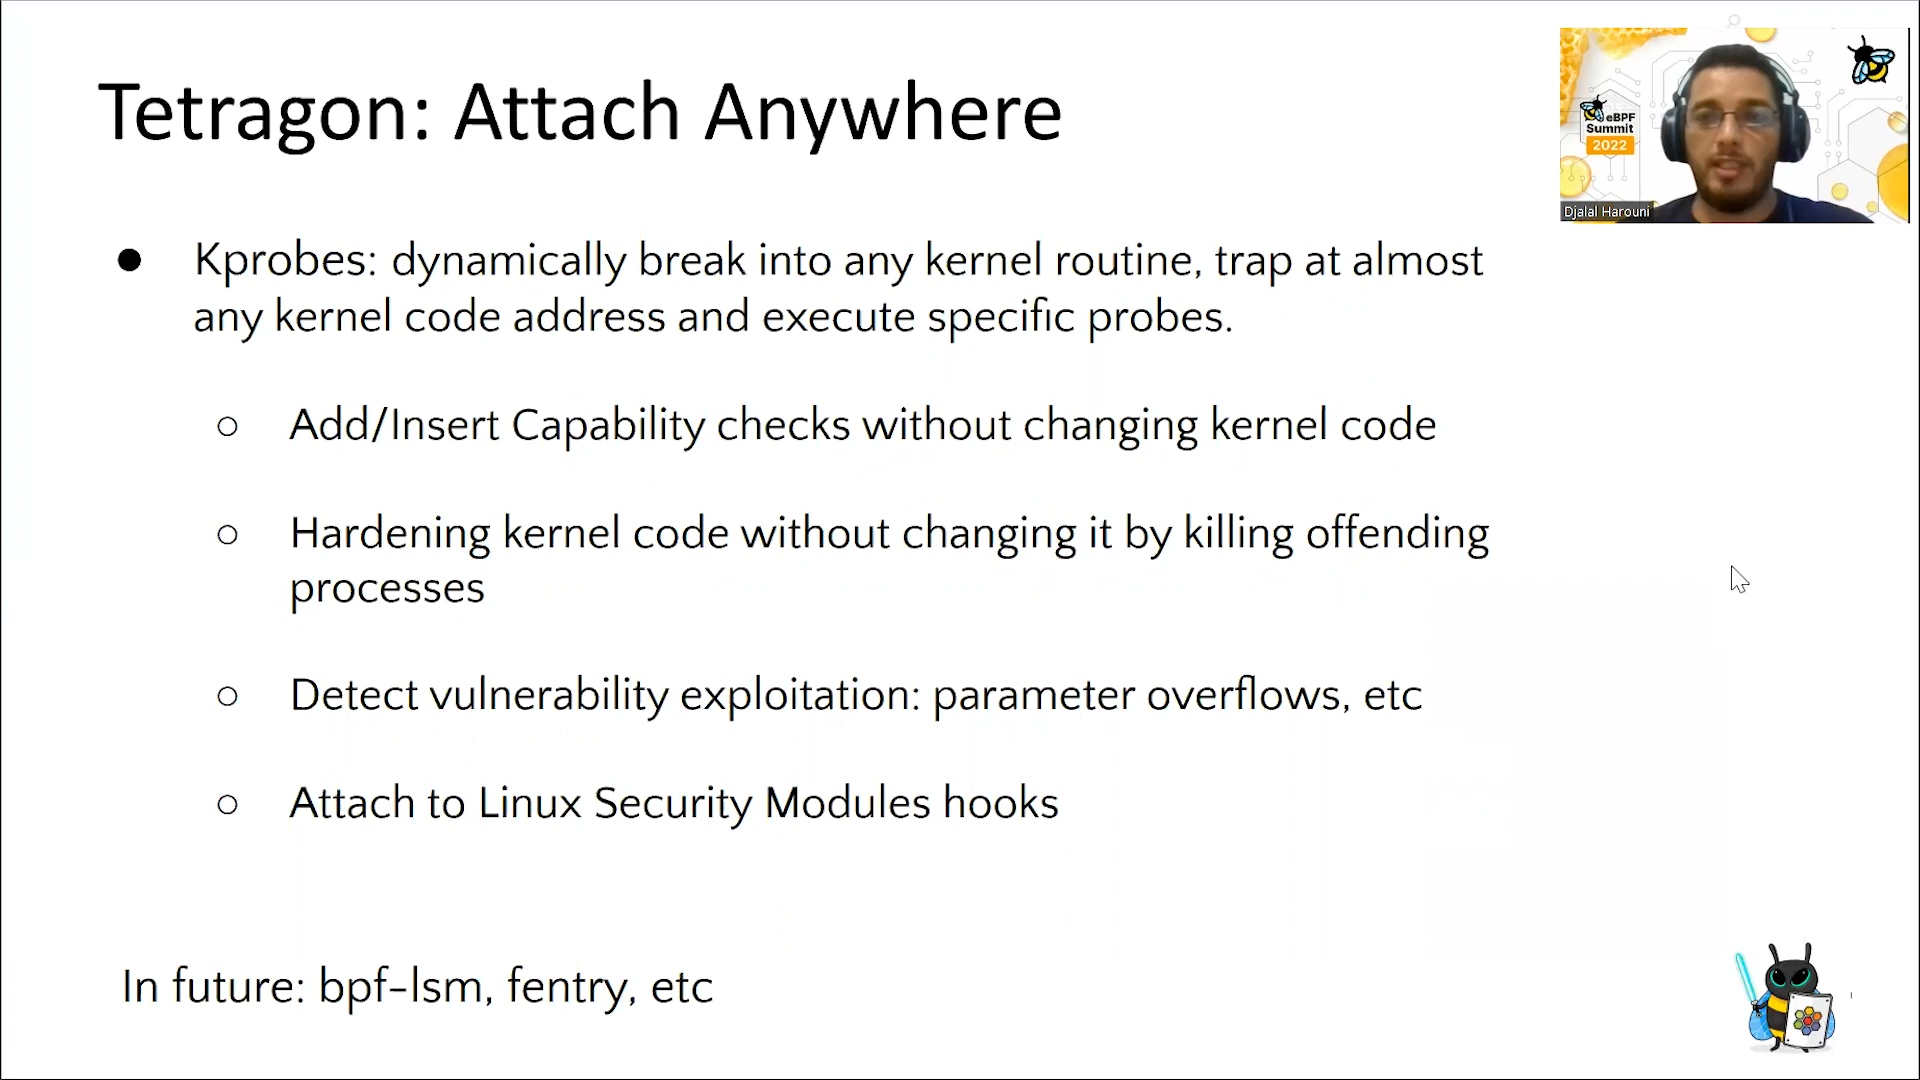 Tetragon: Attach Anywhere
eBPF
Summit
2022
Djalal Harouni
● Kprobes: dynamically break into any kernel routine, trap at almost
any kernel code address and execute specific probes.
○ Add/Insert Capability checks without changing kernel code
○ Hardening kernel code without changing it by killing offending
processes
○ Detect vulnerability exploitation: parameter overflows, etc
○ Attach to Linux Security Modules hooks
In future: bpf-lsm, fentry, etc